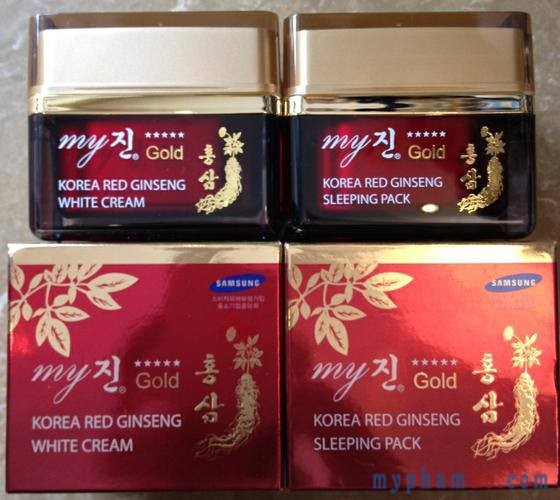 my진® ★★★★★
Gold
홍삼
KOREA RED GINSENG
WHITE CREAM
my진® ★★★★★
Gold
홍삼
KOREA RED GINSENG
SLEEPING PACK
SAMSUNG
my진® ★★★★★
Gold
홍삼
KOREA RED GINSENG
WHITE CREAM
SAMSUNG
my진® ★★★★★
Gold
홍삼
KOREA RED GINSENG
SLEEPING PACK
mypham com